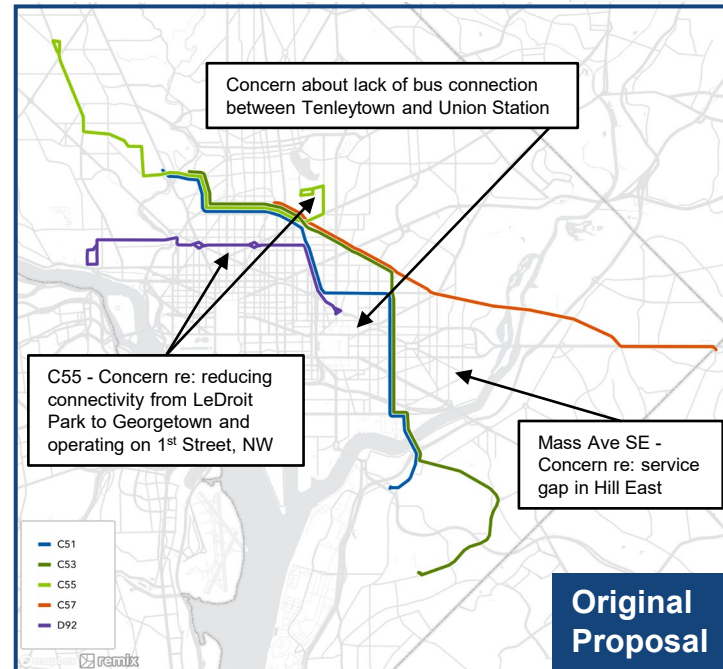 Concern about lack of bus connection
between Tenleytown and Union Station
C55 - Concern re: reducing
connectivity from LeDroit
Park to Georgetown and
operating on 1st Street, NW
Mass Ave SE -
Concern re: service
gap in Hill East
C51
C53
C55
C57
D92
Original
Proposal
mapbox remix